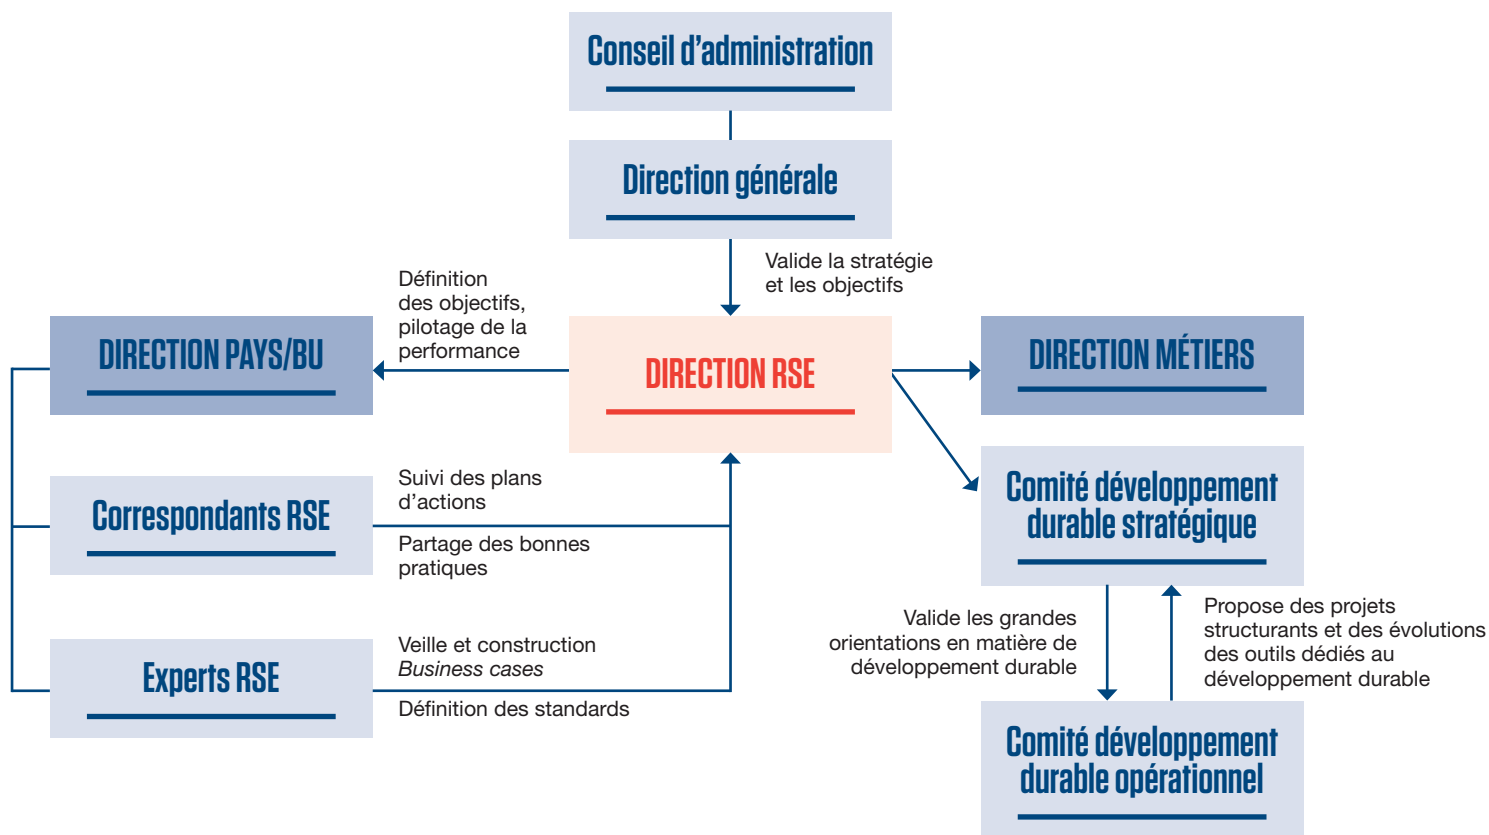 Conseil d'administration
Direction générale
Valide la stratégie
et les objectifs
Définition
des objectifs,
pilotage de la
performance
DIRECTION PAYS/BU
DIRECTION RSE
DIRECTION MÉTIERS
Correspondants RSE
Suivi des plans
d'actions
Partage des bonnes
pratiques
Experts RSE
Veille et construction
Business cases
Définition des standards
Comité développement
durable stratégique
Valide les grandes
orientations en matière de
développement durable
Propose des projets
structurants et des évolutions
des outils dédiés au
développement durable
Comité développement
durable opérationnel